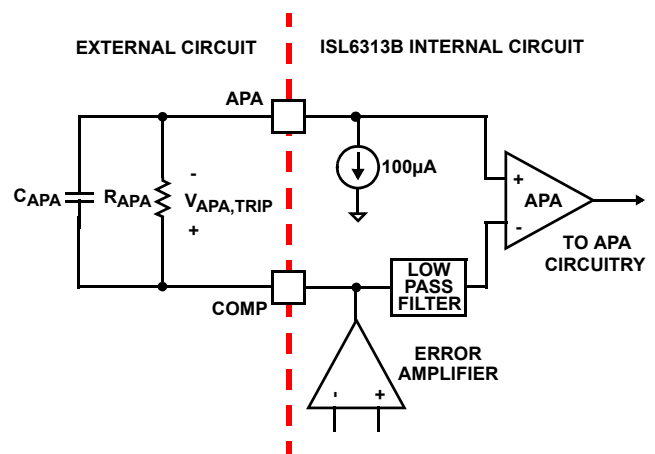 EXTERNAL CIRCUIT
ISL6313B INTERNAL CIRCUIT
APA
100µA
CAPA
RAPA
-
VAPA,TRIP
+
+
APA
-
TO APA
CIRCUITRY
LOW
PASS
FILTER
COMP
ERROR
AMPLIFIER
- +